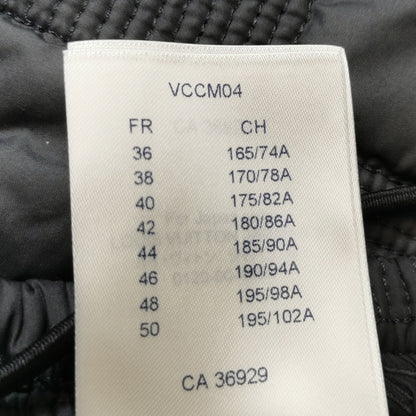 VCCM04
FR CH
36 165/74A
38 170/78A
40 175/82A
42 180/86A
44 185/90A
46 190/94A
48 195/98A
50 195/102A
CA 36929